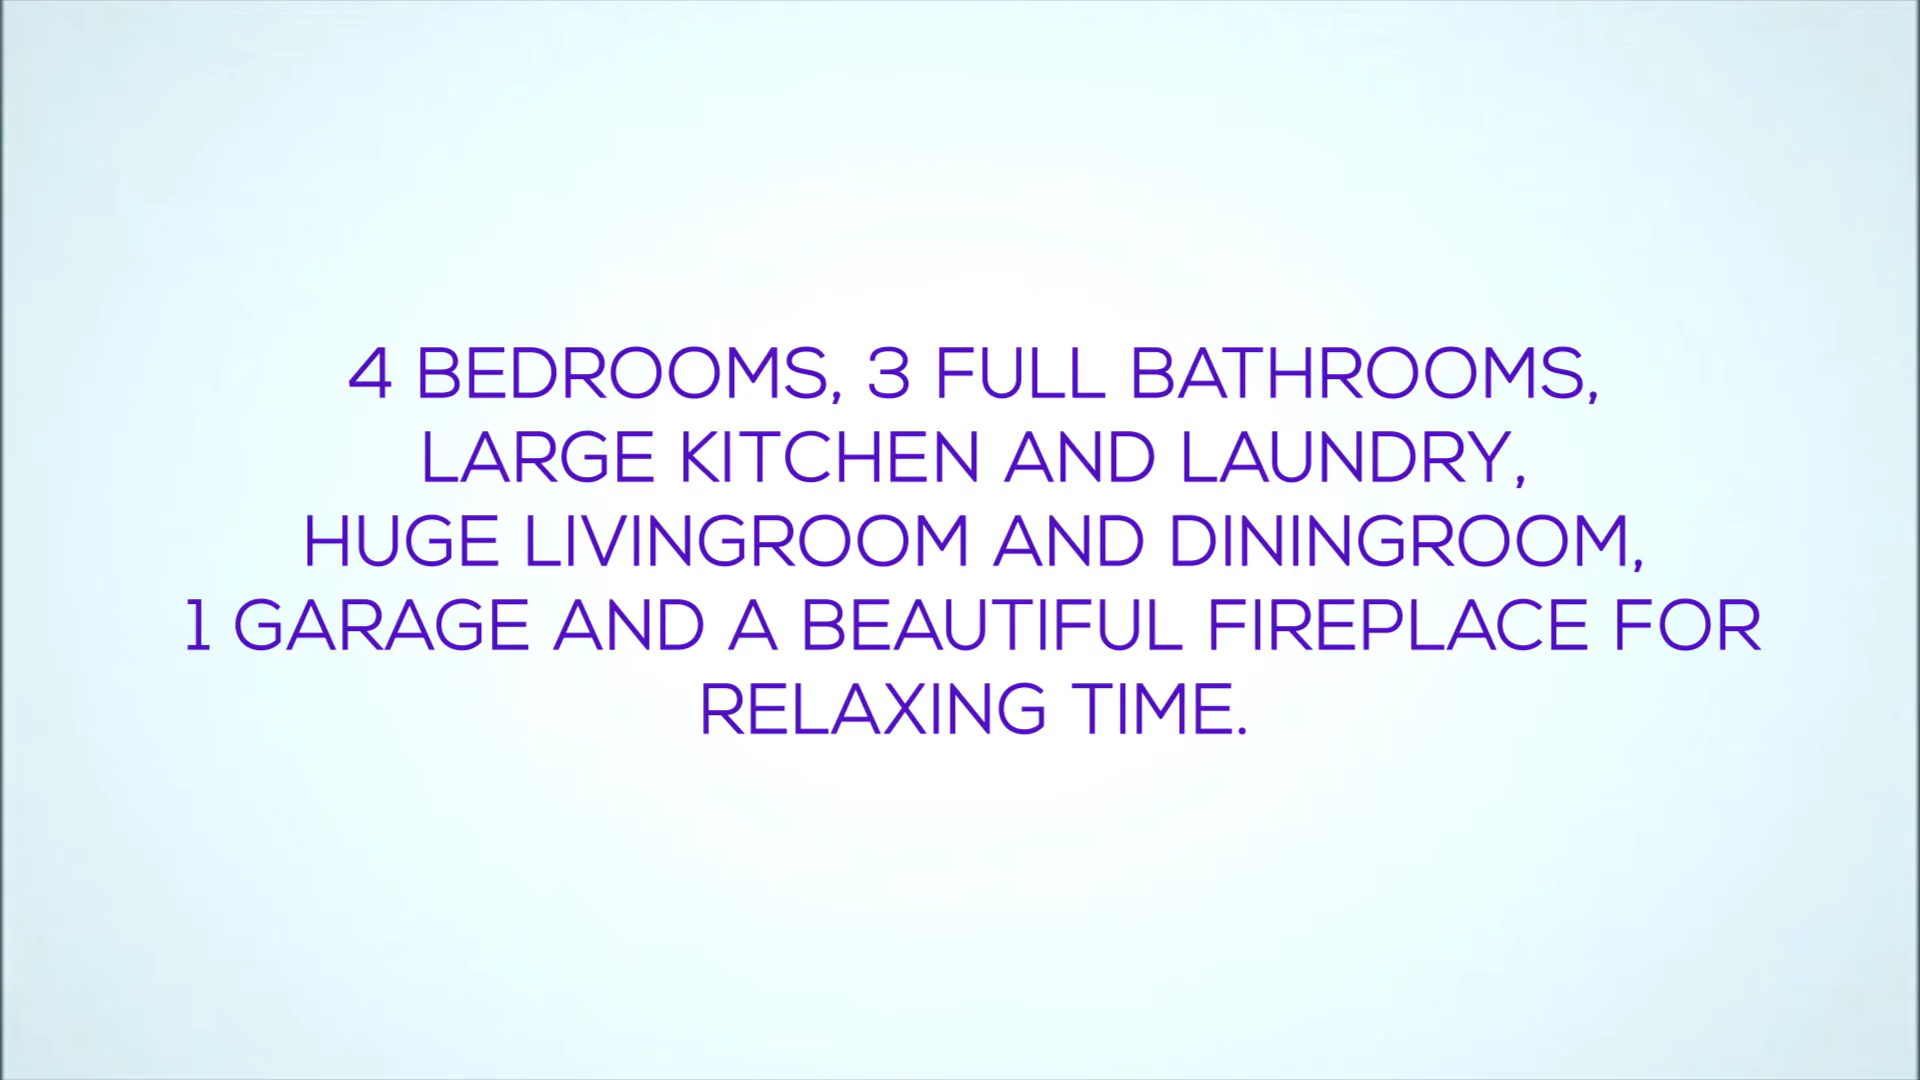 4 BEDROOMS, 3 FULL BATHROOMS,
LARGE KITCHEN AND LAUNDRY,
HUGE LIVINGROOM AND DININGROOM,
1 GARAGE AND A BEAUTIFUL FIREPLACE FOR
RELAXING TIME.